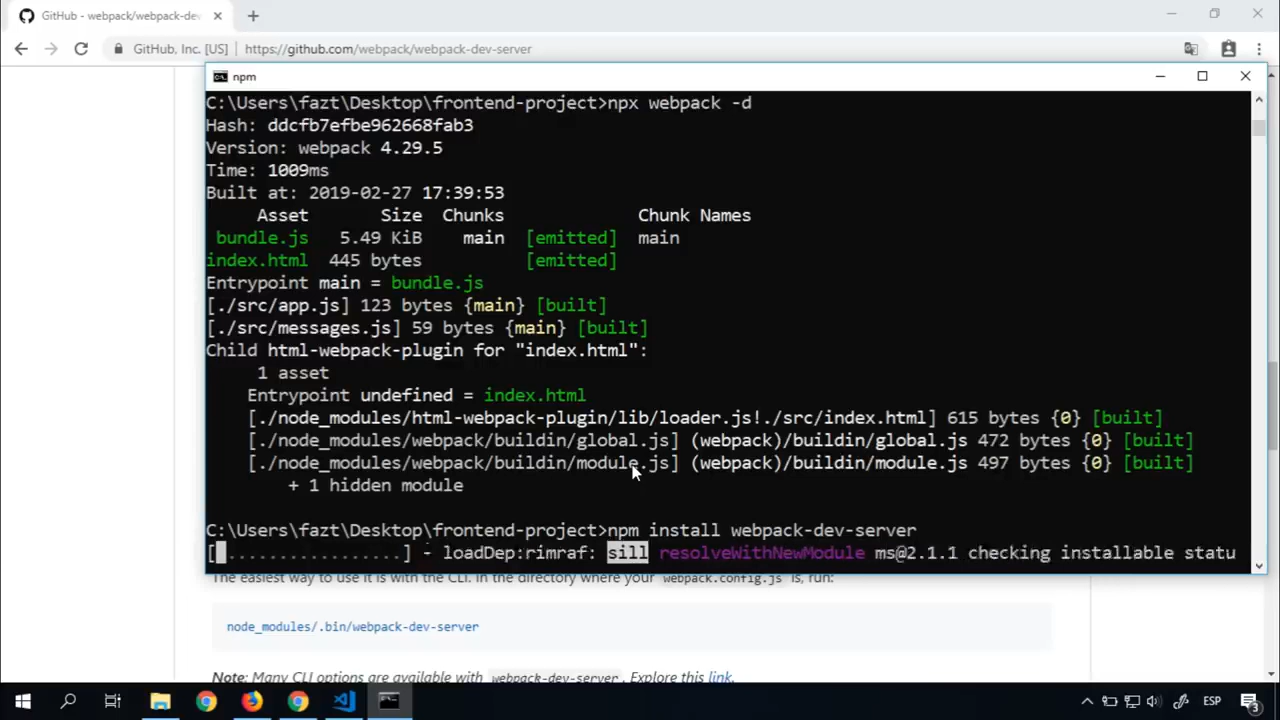 GitHub - webpack/webpack-dev
GitHub, Inc. [US] | https://github.com/webpack/webpack-dev-server
npm
C:\Users\fazt\Desktop\frontend-project>npx webpack -d
Hash: ddcfb7efbe962668fab3
Version: webpack 4.29.5
Time: 1009ms
Built at: 2019-02-27 17:39:53
Asset Size Chunks Chunk Names
bundle.js 5.49 KiB main [emitted] main
index.html 445 bytes [emitted]
Entrypoint main = bundle.js
[./src/app.js] 123 bytes {main} [built]
[./src/messages.js] 59 bytes {main} [built]
Child html-webpack-plugin for "index.html":
1 asset
Entrypoint undefined = index.html
[./node_modules/html-webpack-plugin/lib/loader.js!./src/index.html] 615 bytes {0} [built]
[./node_modules/webpack/buildin/global.js] (webpack)/buildin/global.js 472 bytes {0} [built]
[./node_modules/webpack/buildin/module.js] (webpack)/buildin/module.js 497 bytes {0} [built]
+ 1 hidden module
C:\Users\fazt\Desktop\frontend-project>npm install webpack-dev-server
[ ................. ] - loadDep:rimraf: sill resolveWithNewModule ms@2.1.1 checking installable statu
The easiest way to use it is with the CLI. In the directory where your webpack.config.js is, run:
node_modules/.bin/webpack-dev-server
Note: Many CLI options are available with webpack-dev-server. Explore this link.
ESP
3